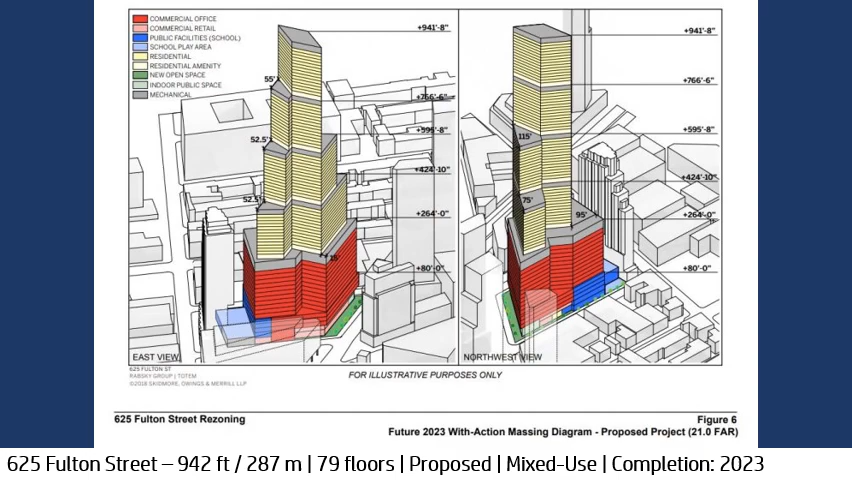 COMMERCIAL OFFICE
COMMERCIAL RETAIL
PUBLIC FACILITIES (SCHOOL)
SCHOOL PLAY AREA
RESIDENTIAL
RESIDENTIAL AMENITY
NEW OPEN SPACE
INDOOR PUBLIC SPACE
MECHANICAL
+941'-8"
+766'-6"
+595'-8"
+424'-10"
+264'-0"
+80'-0"
55'
52.5'
52.5'
15'
EAST VIEW
+941'-8"
+766'-6"
+595'-8"
+424'-10"
+264'-0"
+80'-0"
115'
75'
95'
NORTHWEST VIEW
625 FULTON ST
RABSKY GROUP | TOTEM
©2018 SKIDMORE, OWINGS & MERRILL LLP
FOR ILLUSTRATIVE PURPOSES ONLY
625 Fulton Street Rezoning
Figure 6
Future 2023 With-Action Massing Diagram - Proposed Project (21.0 FAR)
625 Fulton Street – 942 ft / 287 m | 79 floors | Proposed | Mixed-Use | Completion: 2023